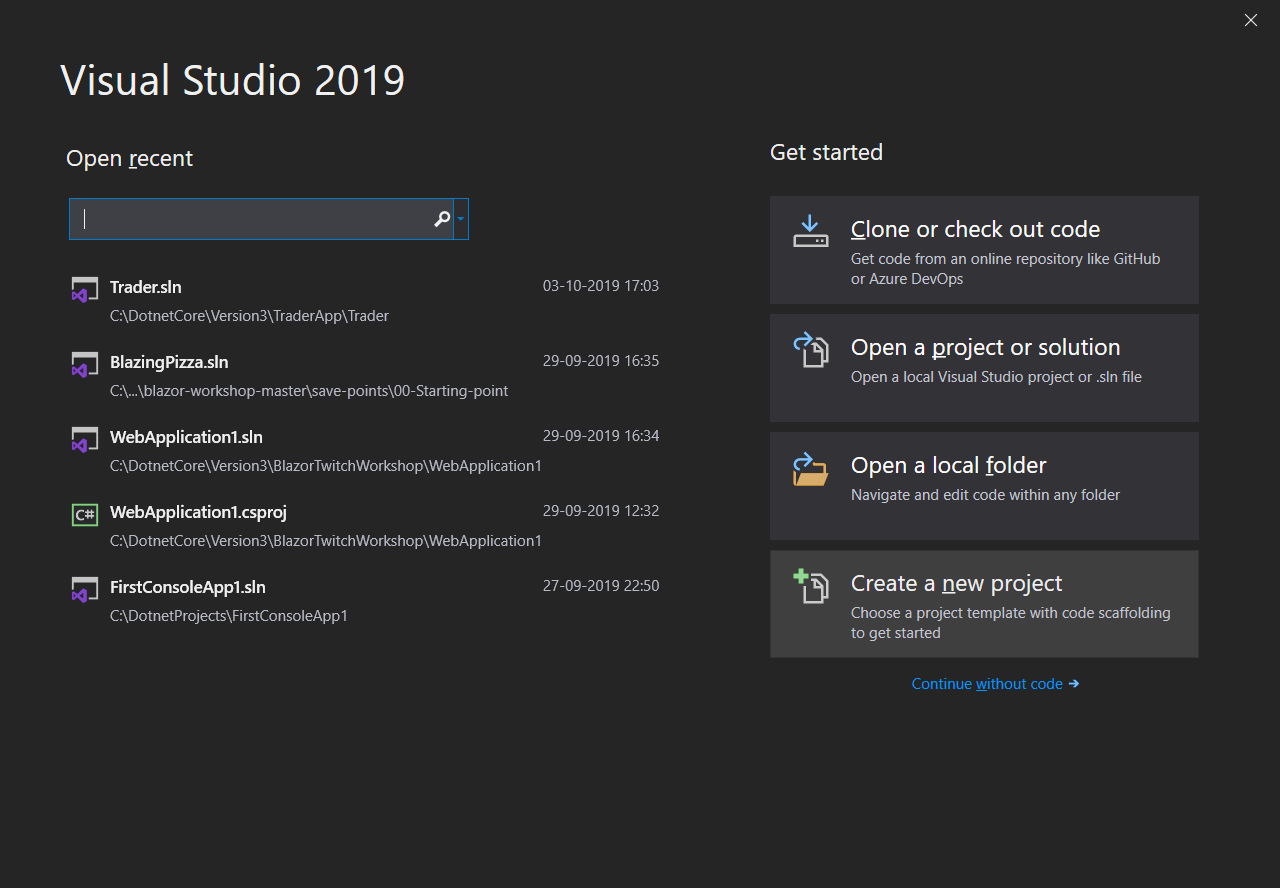 Visual Studio 2019
Open recent
Trader.sln 03-10-2019 17:03
C:\DotnetCore\Version3\TraderApp\Trader
BlazingPizza.sln 29-09-2019 16:35
C:\...\blazor-workshop-master\save-points\00-Starting-point
WebApplication1.sln 29-09-2019 16:34
C:\DotnetCore\Version3\BlazorTwitchWorkshop\WebApplication1
C# WebApplication1.csproj 29-09-2019 12:32
C:\DotnetCore\Version3\BlazorTwitchWorkshop\WebApplication1
FirstConsoleApp1.sln 27-09-2019 22:50
C:\DotnetProjects\FirstConsoleApp1
Get started
Clone or check out code
Get code from an online repository like GitHub
or Azure DevOps
Open a project or solution
Open a local Visual Studio project or .sln file
Open a local folder
Navigate and edit code within any folder
Create a new project
Choose a project template with code scaffolding
to get started
Continue without code →